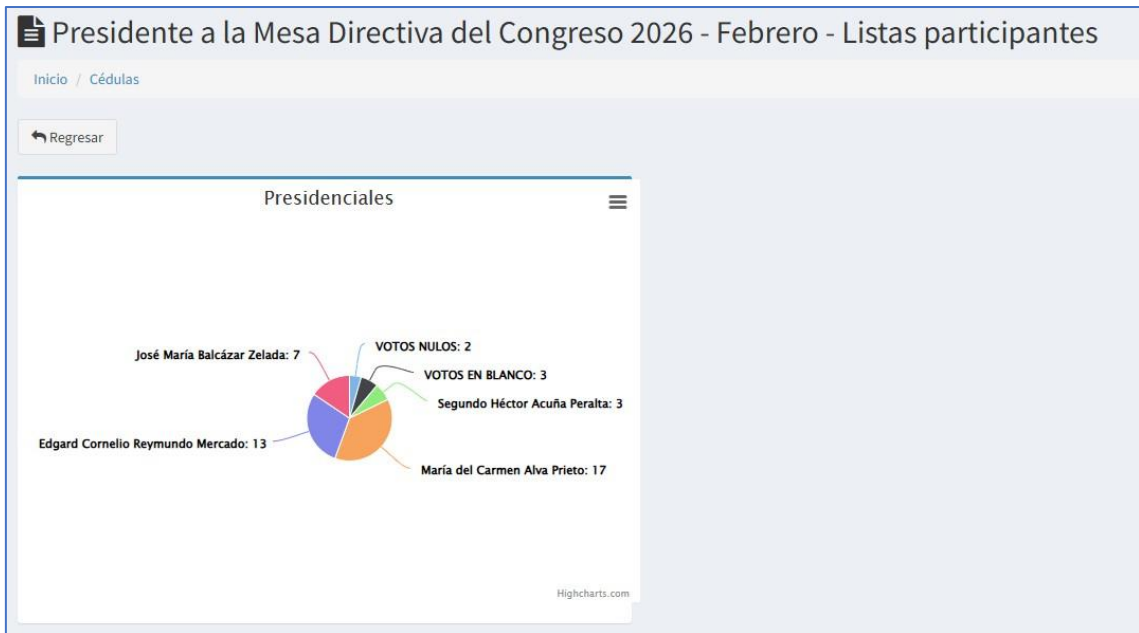 Presidente a la Mesa Directiva del Congreso 2026 - Febrero - Listas participantes
Inicio / Cédulas
Regresar
Presidenciales
VOTOS NULOS: 2
José María Balcázar Zelada: 7
VOTOS EN BLANCO: 3
Segundo Héctor Acuña Peralta: 3
Edgard Cornelio Reymundo Mercado: 13
María del Carmen Alva Prieto: 17
Highcharts.com